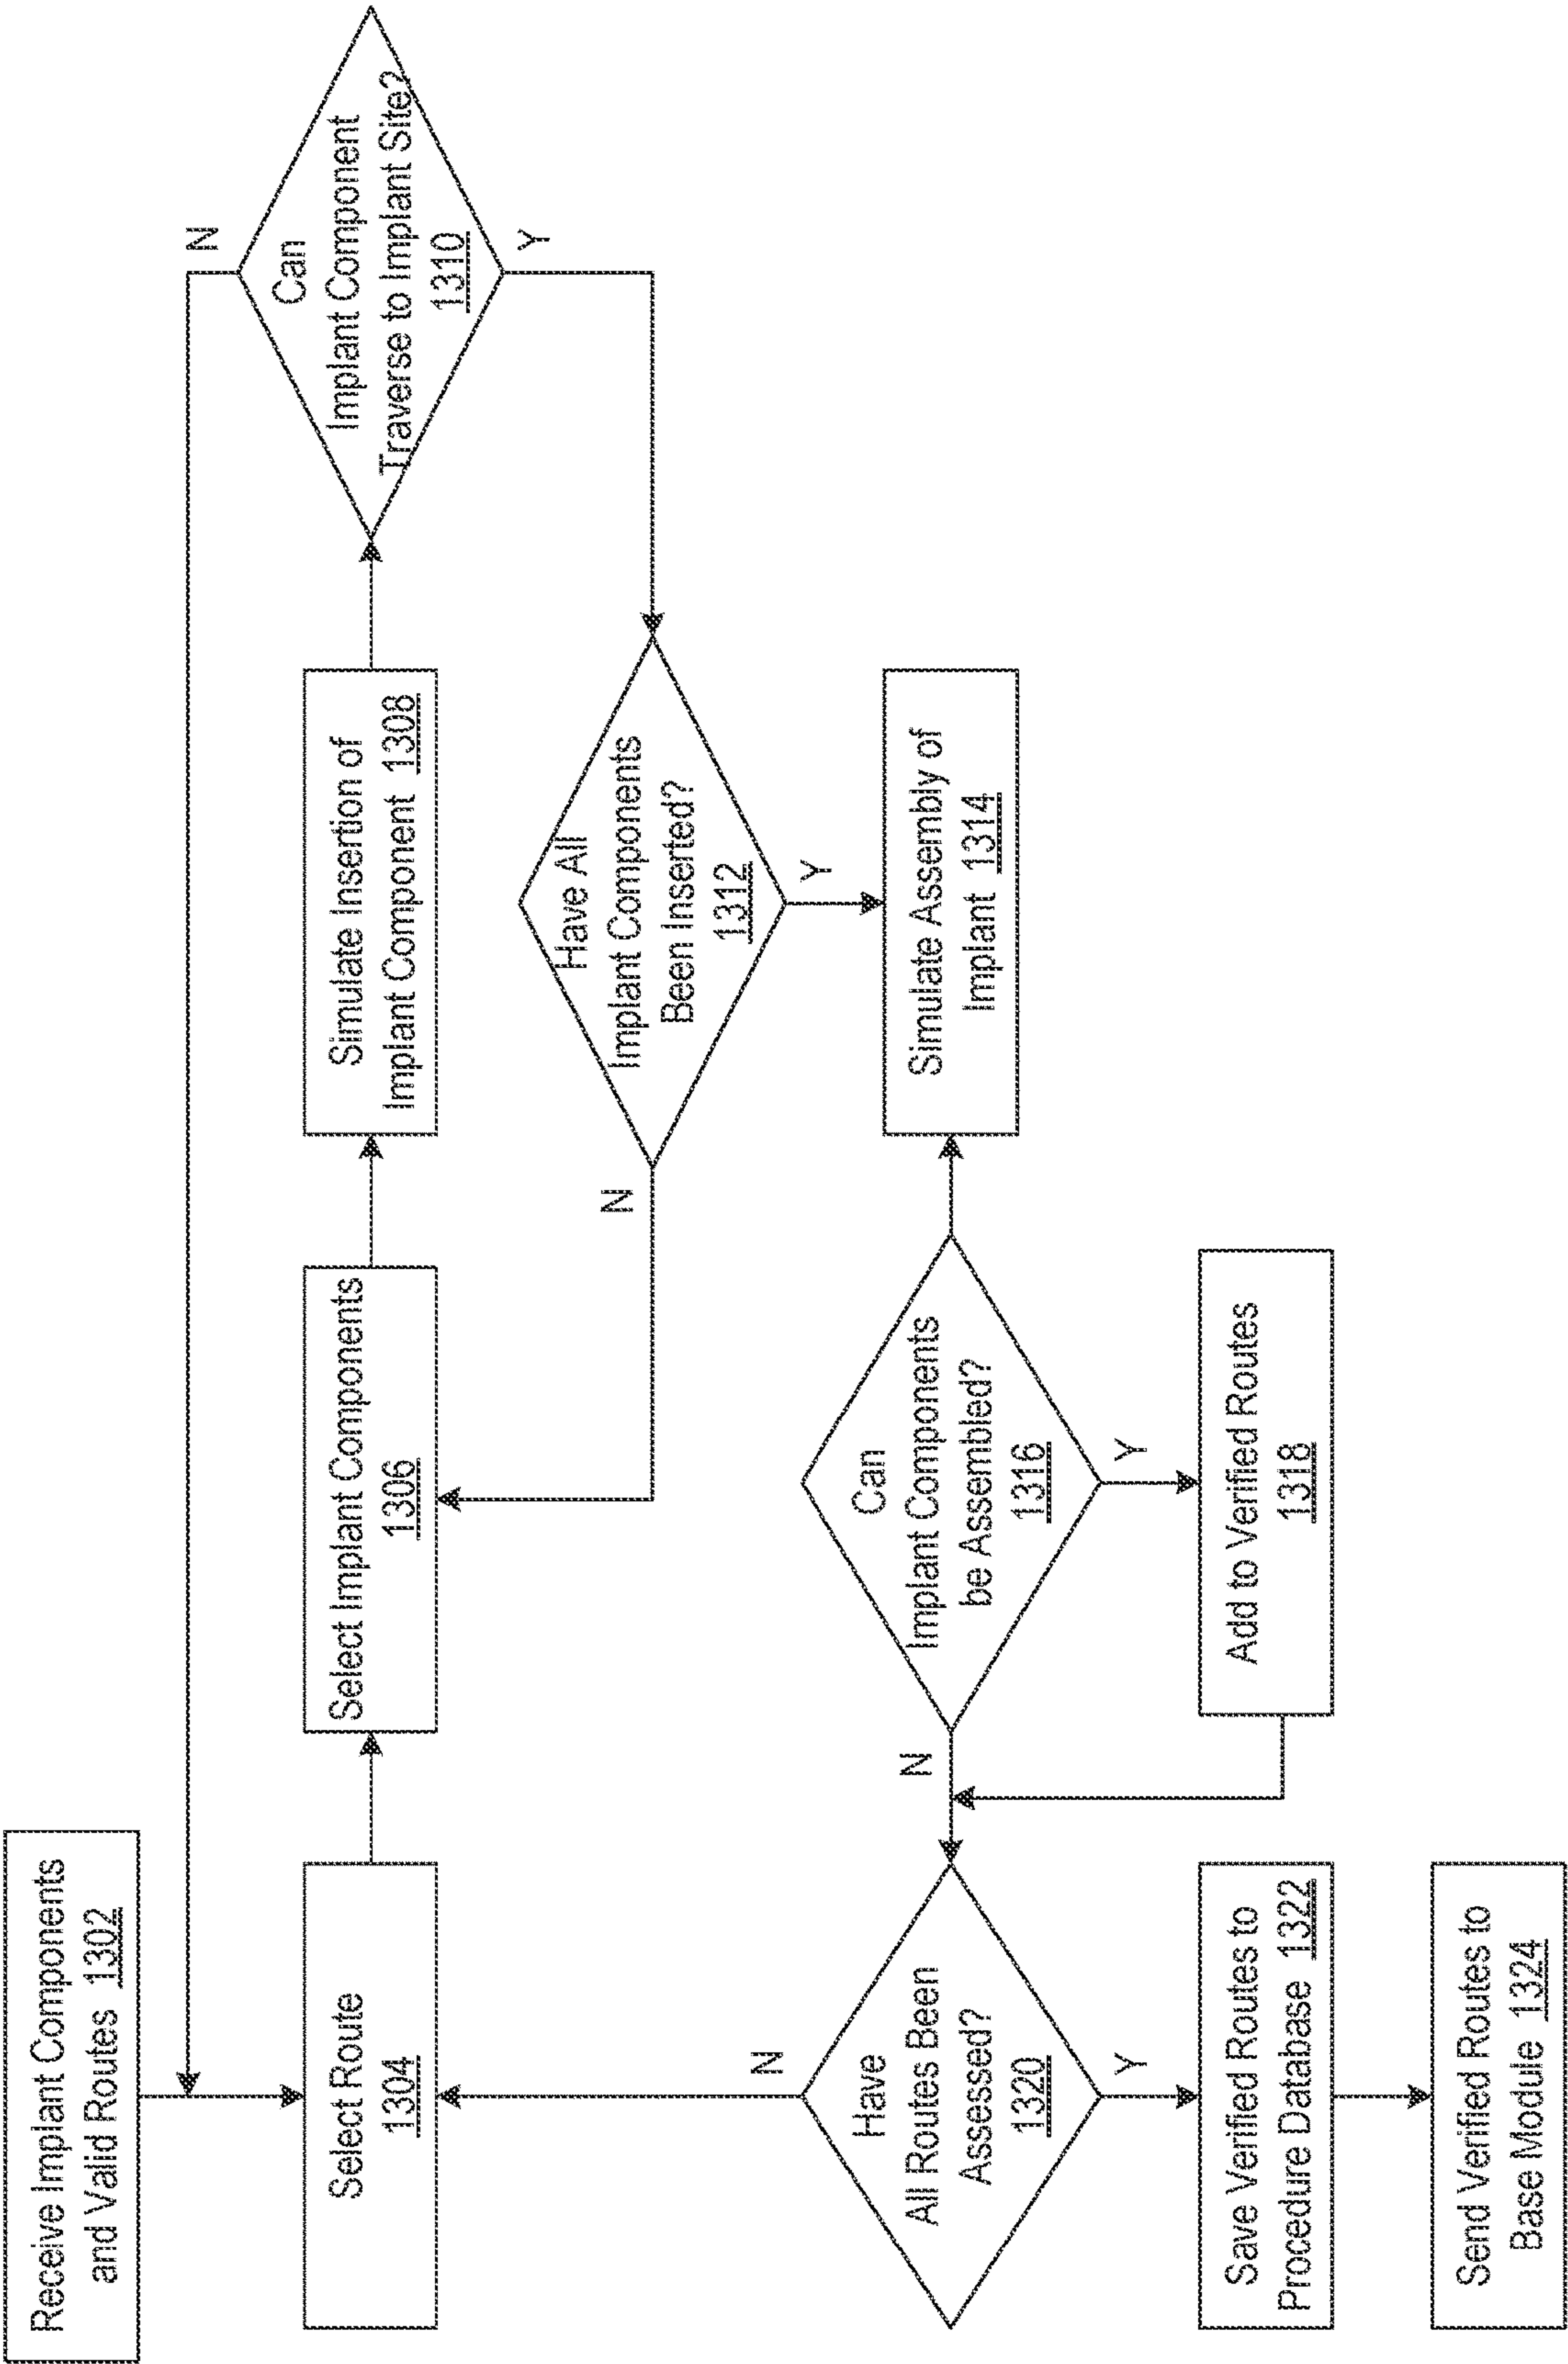 Receive Implant Components
and Valid Routes 1302
Select Route
1304
Select Implant Components
1306
Simulate Insertion of
Implant Component 1308
Can
Implant Component
Traverse to Implant Site?
1310
N
Y
Have All
Implant Components
Been Inserted?
1312
N
Y
Simulate Assembly of
Implant 1314
Can
Implant Components
be Assembled?
1316
N
Y
Add to Verified Routes
1318
Have
All Routes Been
Assessed?
1320
N
Y
Save Verified Routes to
Procedure Database 1322
Send Verified Routes to
Base Module 1324